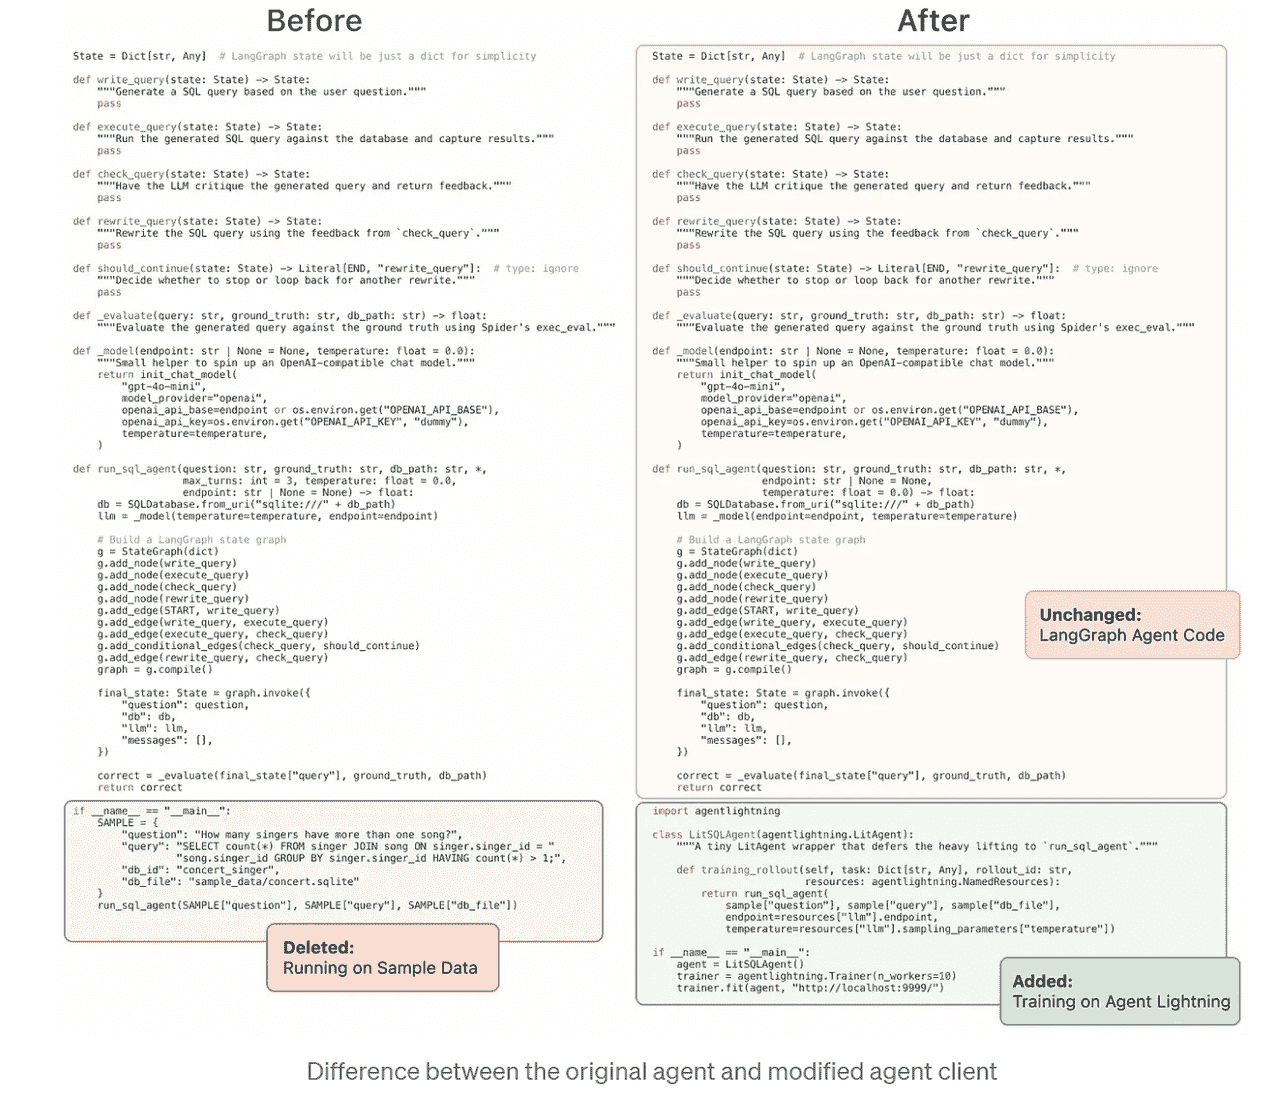 Before
State = Dict[str, Any]  # LangGraph state will be just a dict for simplicity
def write_query(state: State) -> State:
    """Generate a SQL query based on the user question."""
    pass
def execute_query(state: State) -> State:
    """Run the generated SQL query against the database and capture results."""
    pass
def check_query(state: State) -> State:
    """Have the LLM critique the generated query and return feedback."""
    pass
def rewrite_query(state: State) -> State:
    """Rewrite the SQL query using the feedback from `check_query`."""
    pass
def should_continue(state: State) -> Literal[END, "rewrite_query"]:  # type: ignore
    """Decide whether to stop or loop back for another rewrite."""
    pass
def _evaluate(query: str, ground_truth: str, db_path: str) -> float:
    """Evaluate the generated query against the ground truth using Spider's exec_eval."""
def _model(endpoint: str | None = None, temperature: float = 0.0):
    """Small helper to spin up an OpenAI-compatible chat model."""
    return init_chat_model(
        "gpt-4o-mini",
        model_provider="openai",
        openai_api_base=endpoint or os.environ.get("OPENAI_API_BASE"),
        openai_api_key=os.environ.get("OPENAI_API_KEY", "dummy"),
        temperature=temperature,
    )
def run_sql_agent(question: str, ground_truth: str, db_path: str, *,
                  max_turns: int = 3, temperature: float = 0.0,
                  endpoint: str | None = None) -> float:
    db = SQLDatabase.from_uri("sqlite:///" + db_path)
    llm = _model(temperature=temperature, endpoint=endpoint)
    # Build a LangGraph state graph
    g = StateGraph(dict)
    g.add_node(write_query)
    g.add_node(execute_query)
    g.add_node(check_query)
    g.add_node(rewrite_query)
    g.add_edge(START, write_query)
    g.add_edge(write_query, execute_query)
    g.add_edge(execute_query, check_query)
    g.add_conditional_edges(check_query, should_continue)
    g.add_edge(rewrite_query, check_query)
    graph = g.compile()
    final_state: State = graph.invoke({
        "question": question,
        "db": db,
        "llm": llm,
        "messages": [],
    })
    correct = _evaluate(final_state["query"], ground_truth, db_path)
    return correct
if __name__ == "__main__":
    SAMPLE = {
        "question": "How many singers have more than one song?",
        "query": "SELECT count(*) FROM singer JOIN song ON singer.singer_id = "
                 "song.singer_id GROUP BY singer.singer_id HAVING count(*) > 1;",
        "db_id": "concert_singer",
        "db_file": "sample_data/concert.sqlite"
    }
    run_sql_agent(SAMPLE["question"], SAMPLE["query"], SAMPLE["db_file"])
Deleted:
Running on Sample Data
After
State = Dict[str, Any]  # LangGraph state will be just a dict for simplicity
def write_query(state: State) -> State:
    """Generate a SQL query based on the user question."""
    pass
def execute_query(state: State) -> State:
    """Run the generated SQL query against the database and capture results."""
    pass
def check_query(state: State) -> State:
    """Have the LLM critique the generated query and return feedback."""
    pass
def rewrite_query(state: State) -> State:
    """Rewrite the SQL query using the feedback from `check_query`."""
    pass
def should_continue(state: State) -> Literal[END, "rewrite_query"]:  # type: ignore
    """Decide whether to stop or loop back for another rewrite."""
    pass
def _evaluate(query: str, ground_truth: str, db_path: str) -> float:
    """Evaluate the generated query against the ground truth using Spider's exec_eval."""
def _model(endpoint: str | None = None, temperature: float = 0.0):
    """Small helper to spin up an OpenAI-compatible chat model."""
    return init_chat_model(
        "gpt-4o-mini",
        model_provider="openai",
        openai_api_base=endpoint or os.environ.get("OPENAI_API_BASE"),
        openai_api_key=os.environ.get("OPENAI_API_KEY", "dummy"),
        temperature=temperature,
    )
def run_sql_agent(question: str, ground_truth: str, db_path: str, *,
                  endpoint: str | None = None,
                  temperature: float = 0.0) -> float:
    db = SQLDatabase.from_uri("sqlite:///" + db_path)
    llm = _model(endpoint=endpoint, temperature=temperature)
    # Build a LangGraph state graph
    g = StateGraph(dict)
    g.add_node(write_query)
    g.add_node(execute_query)
    g.add_node(check_query)
    g.add_node(rewrite_query)
    g.add_edge(START, write_query)
    g.add_edge(write_query, execute_query)
    g.add_edge(execute_query, check_query)
    g.add_conditional_edges(check_query, should_continue)
    g.add_edge(rewrite_query, check_query)
    graph = g.compile()
    final_state: State = graph.invoke({
        "question": question,
        "db": db,
        "llm": llm,
        "messages": [],
    })
    correct = _evaluate(final_state["query"], ground_truth, db_path)
    return correct
Unchanged:
LangGraph Agent Code
import agentlightning
class LitSQLAgent(agentlightning.LitAgent):
    """A tiny LitAgent wrapper that defers the heavy lifting to `run_sql_agent`."""
    def training_rollout(self, task: Dict[str, Any], rollout_id: str,
                         resources: agentlightning.NamedResources):
        return run_sql_agent(
            sample["question"], sample["query"], sample["db_file"],
            endpoint=resources["llm"].endpoint,
            temperature=resources["llm"].sampling_parameters["temperature"])
if __name__ == "__main__":
    agent = LitSQLAgent()
    trainer = agentlightning.Trainer(n_workers=10)
    trainer.fit(agent, "http://localhost:9999/")
Added:
Training on Agent Lightning
Difference between the original agent and modified agent client